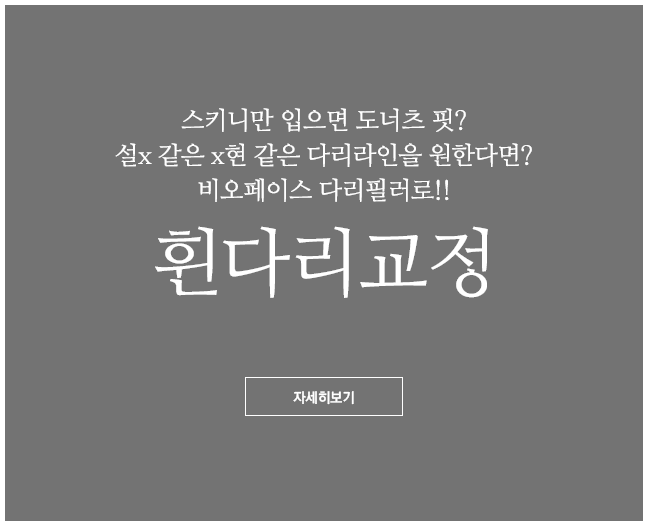 스키니만 입으면 도너츠 핏?
설x 같은 x현 같은 다리라인을 원한다면?
비오페이스 다리필러로!!
휜다리교정
자세히보기